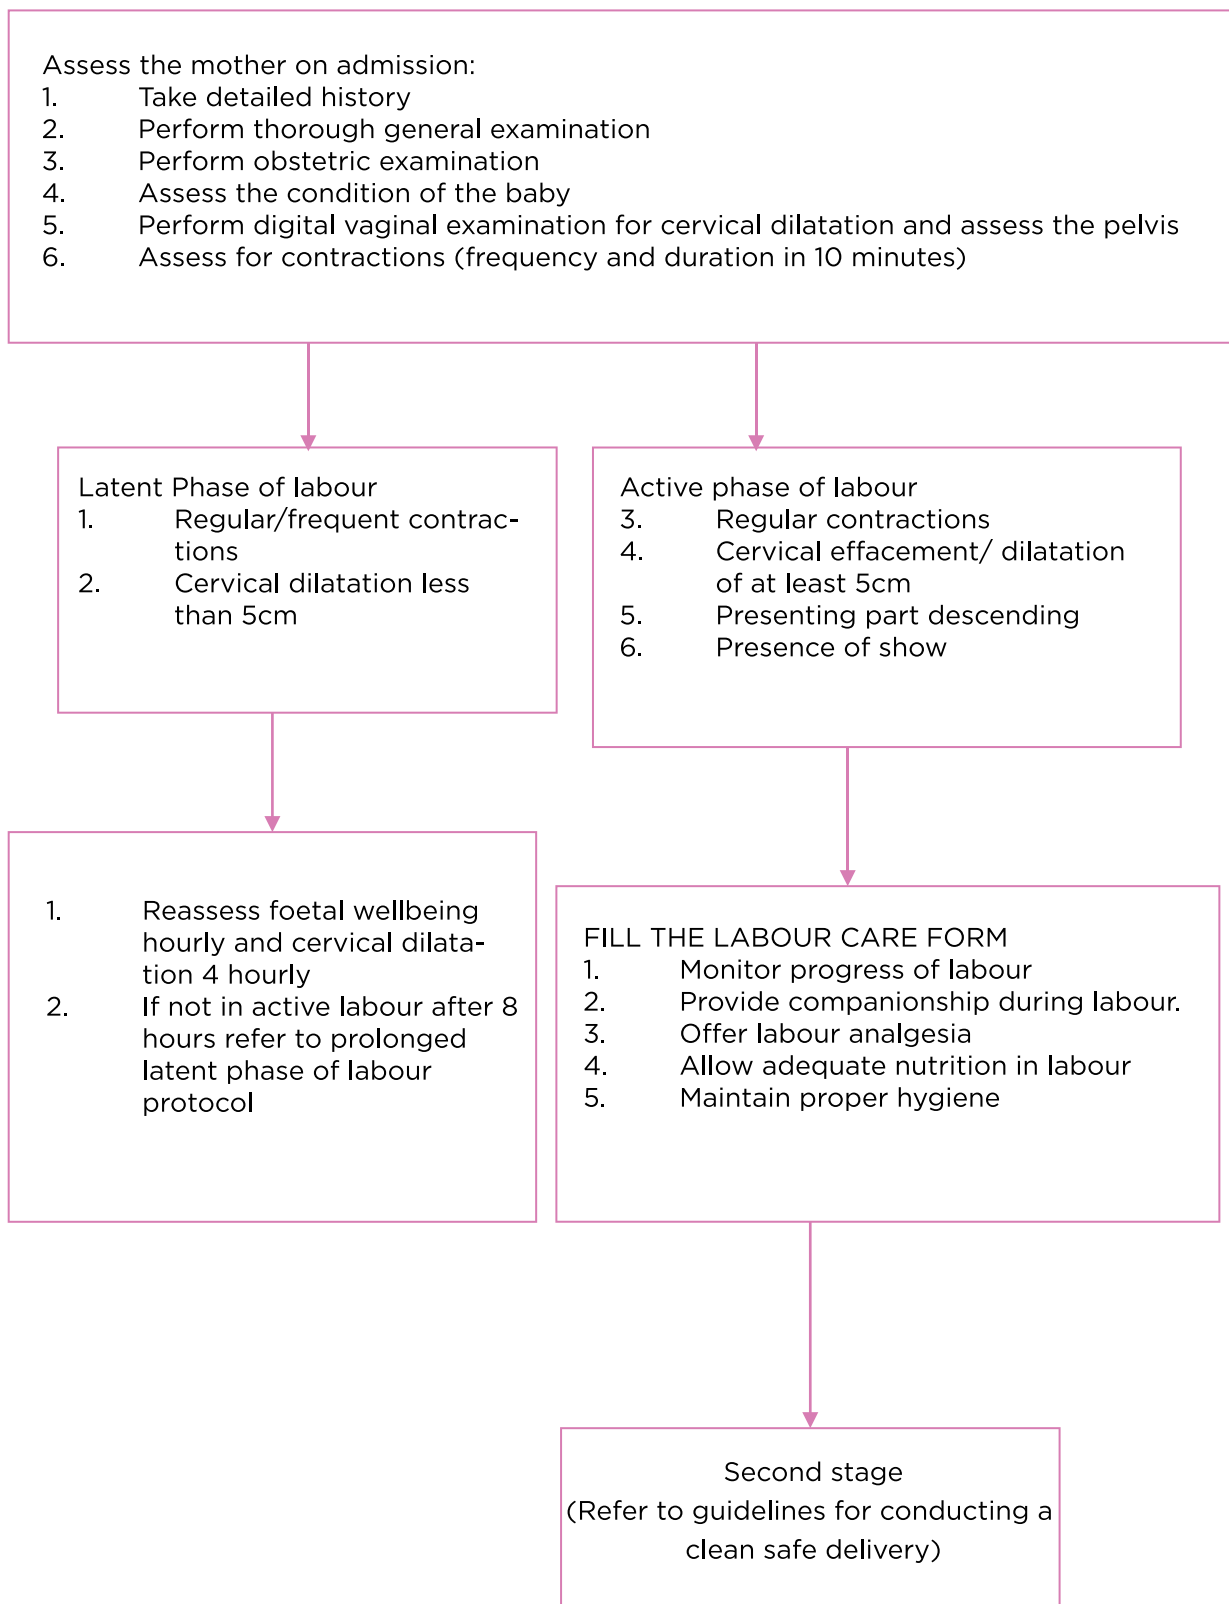 Assess the mother on admission:
1. Take detailed history
2. Perform thorough general examination
3. Perform obstetric examination
4. Assess the condition of the baby
5. Perform digital vaginal examination for cervical dilatation and assess the pelvis
6. Assess for contractions (frequency and duration in 10 minutes)
Latent Phase of labour
1. Regular/frequent contrac-
tions
2. Cervical dilatation less
than 5cm
Active phase of labour
3. Regular contractions
4. Cervical effacement/ dilatation
of at least 5cm
5. Presenting part descending
6. Presence of show
1. Reassess foetal wellbeing
hourly and cervical dilata-
tion 4 hourly
2. If not in active labour after 8
hours refer to prolonged
latent phase of labour
protocol
FILL THE LABOUR CARE FORM
1. Monitor progress of labour
2. Provide companionship during labour.
3. Offer labour analgesia
4. Allow adequate nutrition in labour
5. Maintain proper hygiene
Second stage
(Refer to guidelines for conducting a
clean safe delivery)